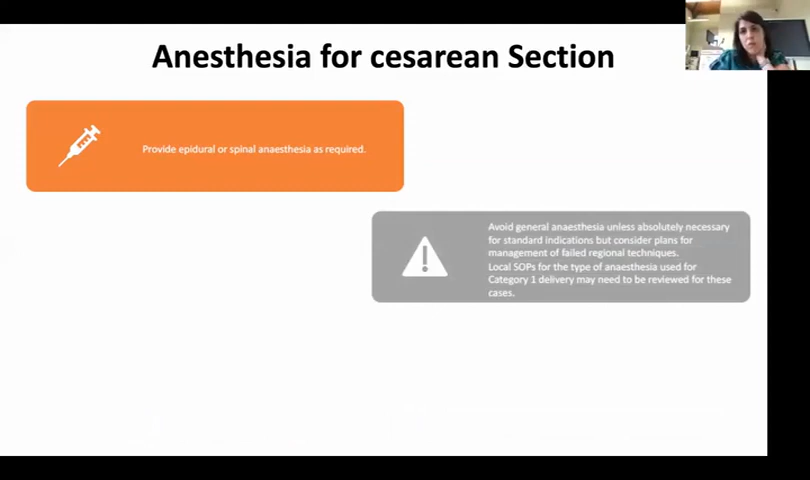 Anesthesia for cesarean Section
Provide epidural or spinal anaesthesia as required.
Avoid general anaesthesia unless absolutely necessary
for standard indications but consider plans for
management of failed regional techniques.
Local SOPs for the type of anaesthesia used for
Category 1 delivery may need to be reviewed for these
cases.